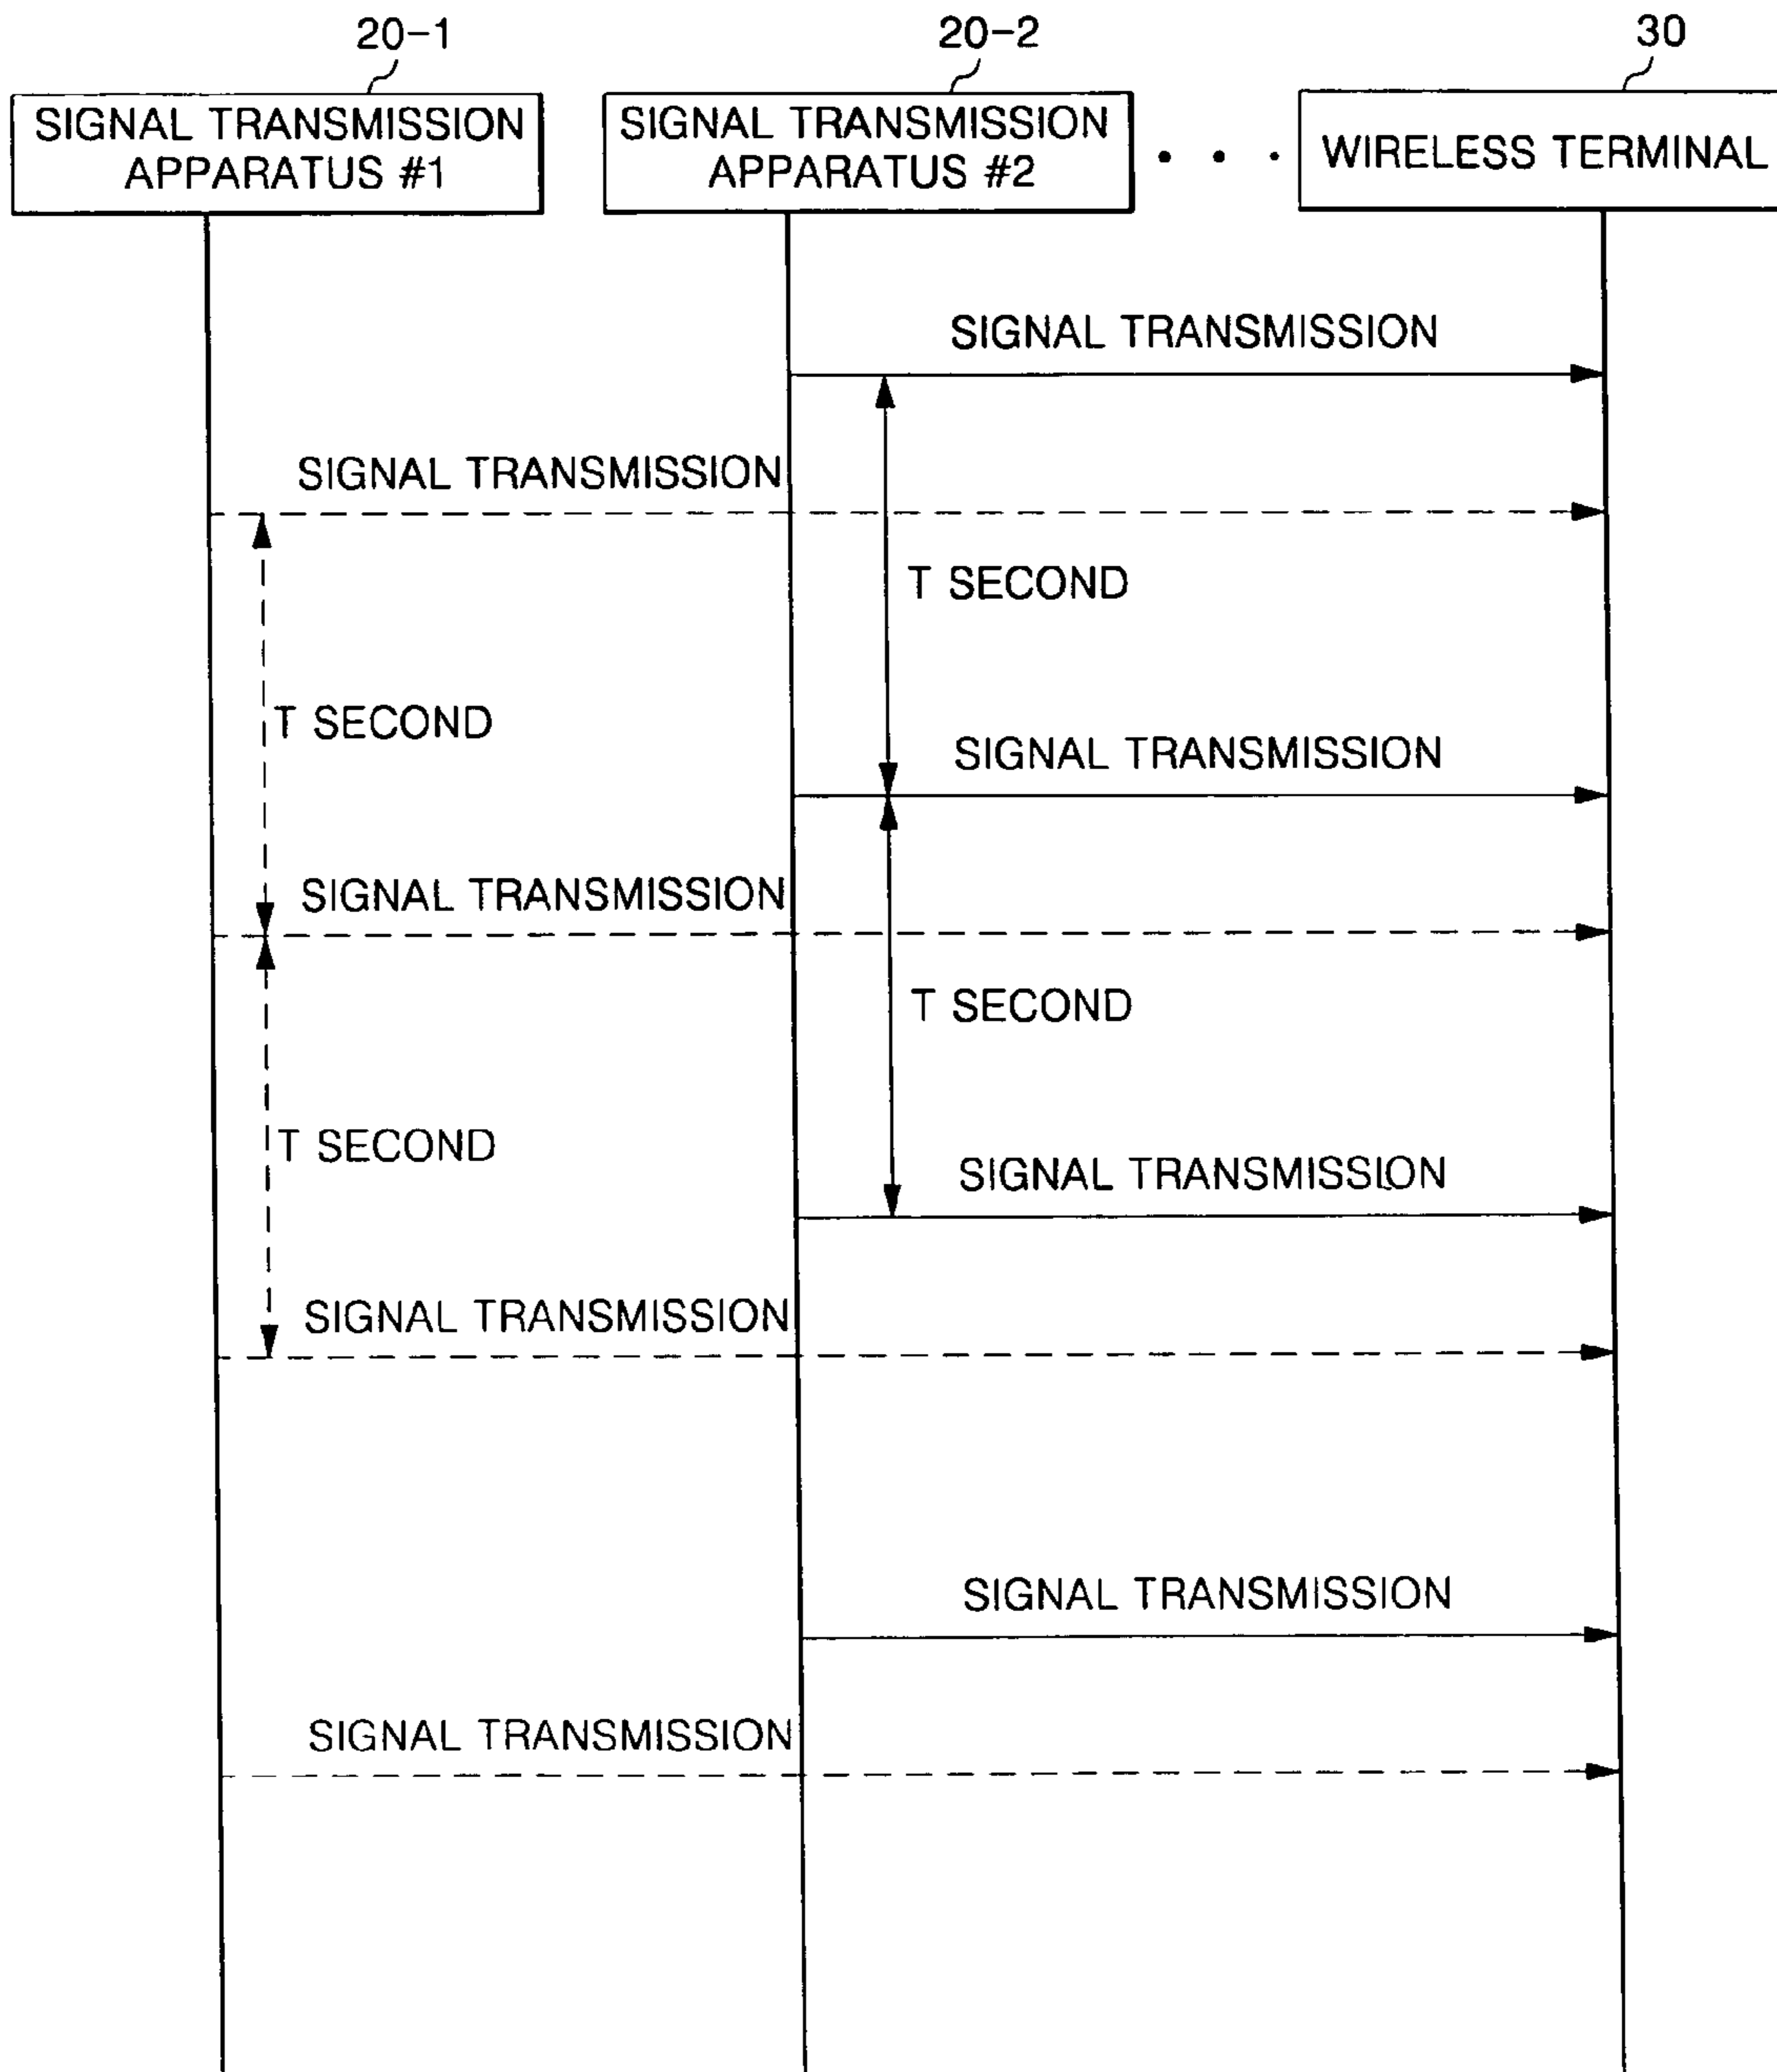 20-1
20-2
30
SIGNAL TRANSMISSION
APPARATUS #1
SIGNAL TRANSMISSION
APPARATUS #2
WIRELESS TERMINAL
SIGNAL TRANSMISSION
SIGNAL TRANSMISSION
T SECOND
T SECOND
SIGNAL TRANSMISSION
SIGNAL TRANSMISSION
T SECOND
T SECOND
SIGNAL TRANSMISSION
SIGNAL TRANSMISSION
SIGNAL TRANSMISSION
SIGNAL TRANSMISSION